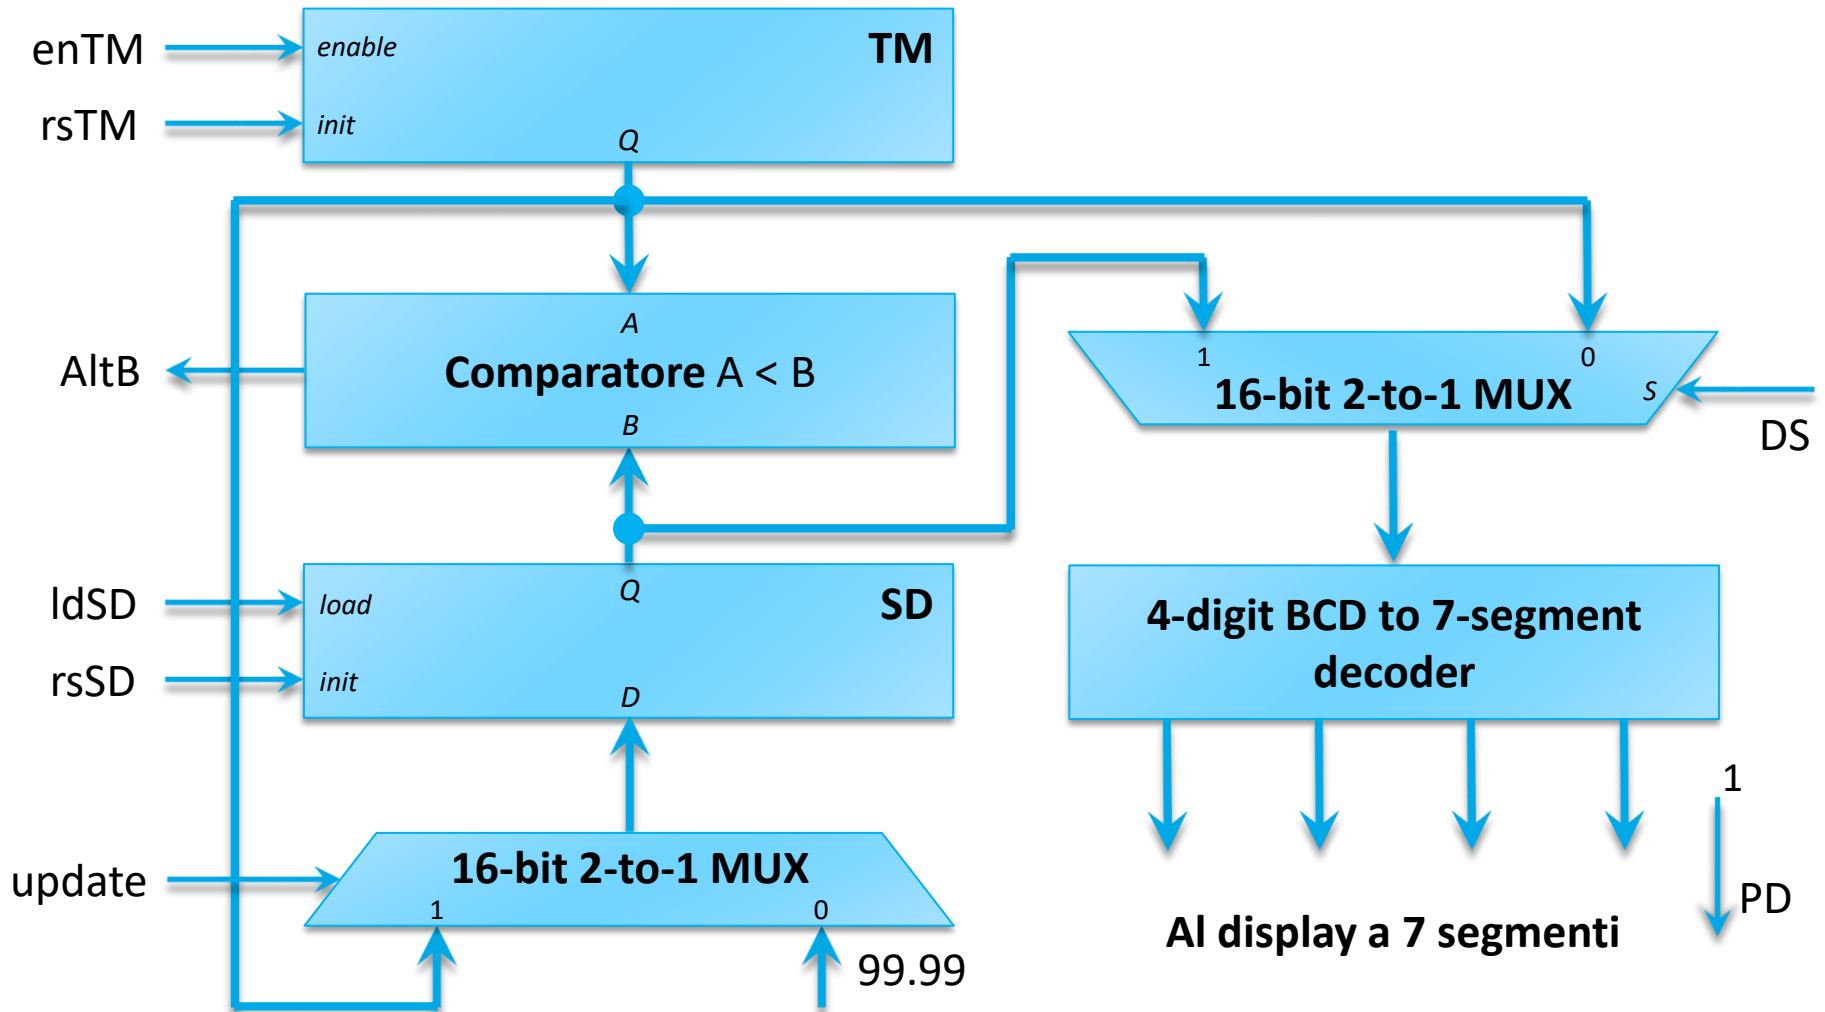 enTM
enable
TM
rsTM
init
Q
A
AltB
Comparatore A < B
B
1
0
16-bit 2-to-1 MUX
S
DS
ldSD
load
Q
SD
rsSD
init
D
4-digit BCD to 7-segment
decoder
update
16-bit 2-to-1 MUX
1
0
99.99
1
PD
Al display a 7 segmenti